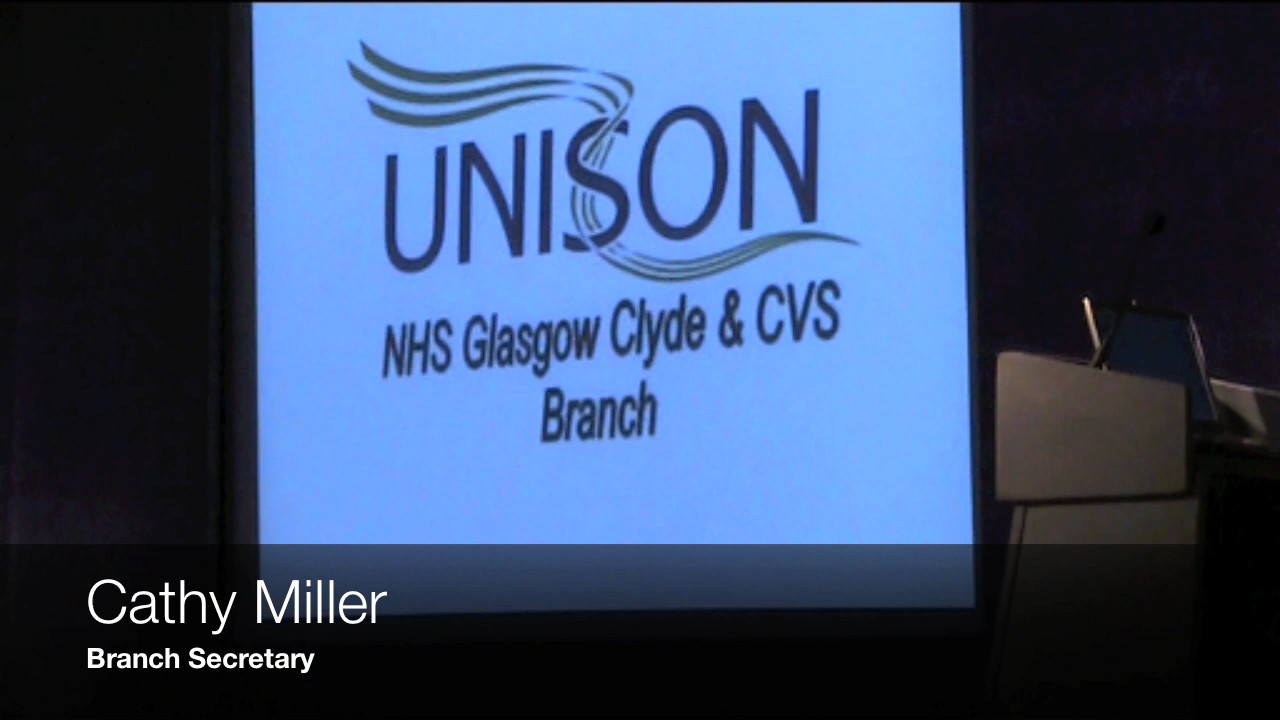 UNISON
NHS Glasgow Clyde & CVS
Branch
Cathy Miller
Branch Secretary